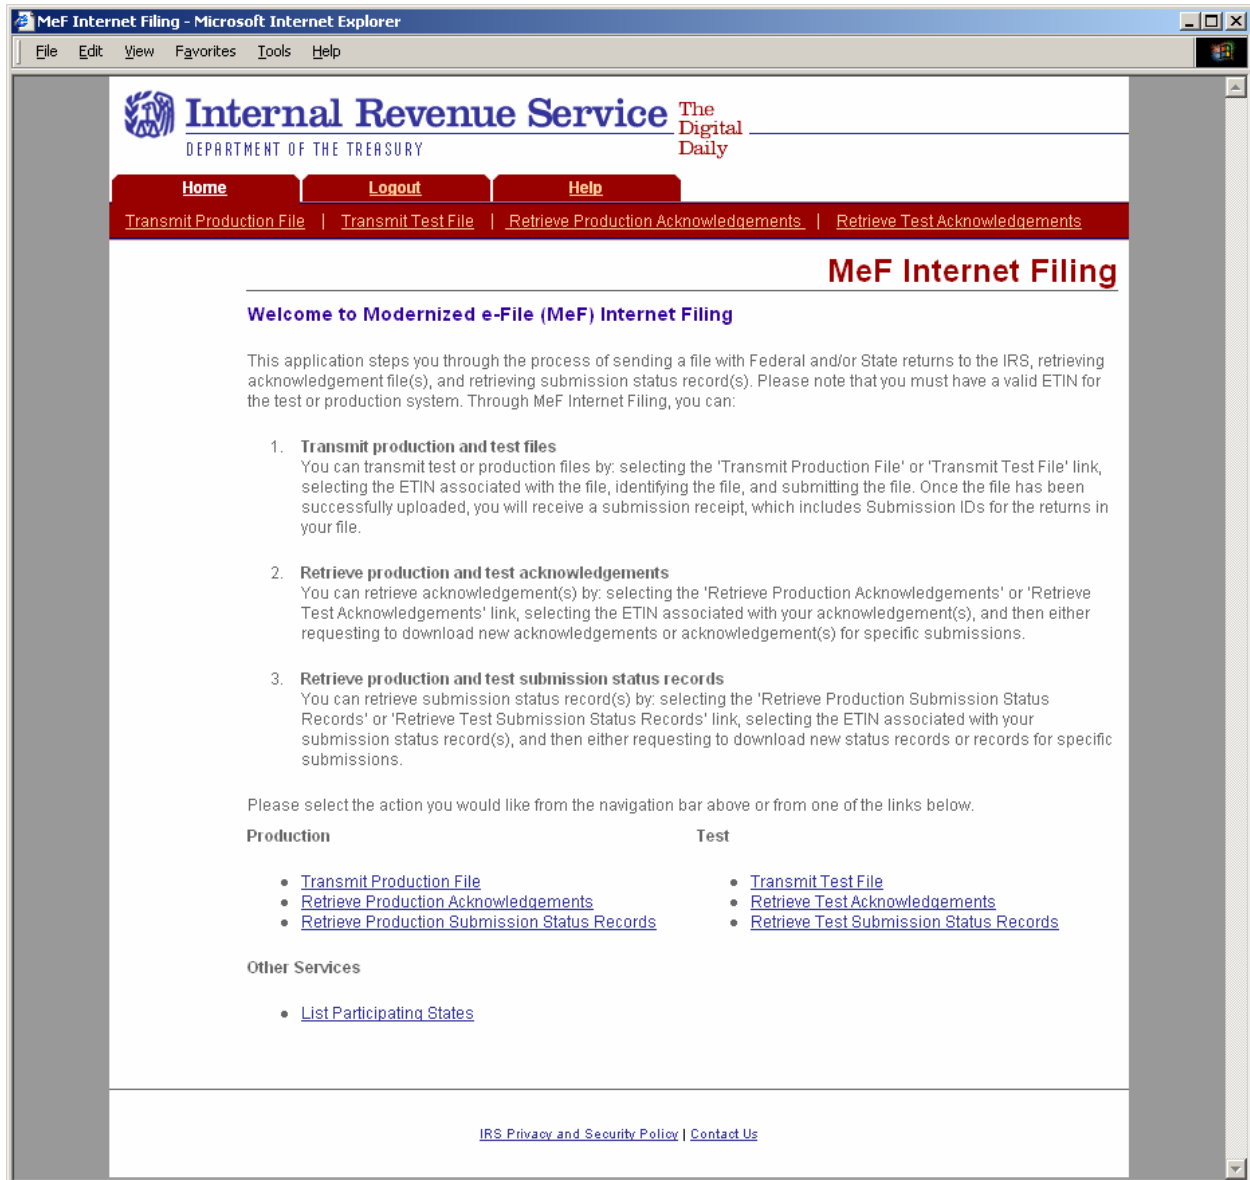 MeF Internet Filing - Microsoft Internet Explorer
File Edit View Favorites Tools Help
Internal Revenue Service
DEPARTMENT OF THE TREASURY
The
Digital
Daily
Home Logout Help
Transmit Production File | Transmit Test File | Retrieve Production Acknowledgements | Retrieve Test Acknowledgements
MeF Internet Filing
Welcome to Modernized e-File (MeF) Internet Filing
This application steps you through the process of sending a file with Federal and/or State returns to the IRS, retrieving
acknowledgement file(s), and retrieving submission status record(s). Please note that you must have a valid ETIN for
the test or production system. Through MeF Internet Filing, you can:
1. Transmit production and test files
You can transmit test or production files by: selecting the 'Transmit Production File' or 'Transmit Test File' link,
selecting the ETIN associated with the file, identifying the file, and submitting the file. Once the file has been
successfully uploaded, you will receive a submission receipt, which includes Submission IDs for the returns in
your file.
2. Retrieve production and test acknowledgements
You can retrieve acknowledgement(s) by: selecting the 'Retrieve Production Acknowledgements' or 'Retrieve
Test Acknowledgements' link, selecting the ETIN associated with your acknowledgement(s), and then either
requesting to download new acknowledgements or acknowledgement(s) for specific submissions.
3. Retrieve production and test submission status records
You can retrieve submission status record(s) by: selecting the 'Retrieve Production Submission Status
Records' or 'Retrieve Test Submission Status Records' link, selecting the ETIN associated with your
submission status record(s), and then either requesting to download new status records or records for specific
submissions.
Please select the action you would like from the navigation bar above or from one of the links below.
Production
• Transmit Production File
• Retrieve Production Acknowledgements
• Retrieve Production Submission Status Records
Test
• Transmit Test File
• Retrieve Test Acknowledgements
• Retrieve Test Submission Status Records
Other Services
• List Participating States
IRS Privacy and Security Policy | Contact Us